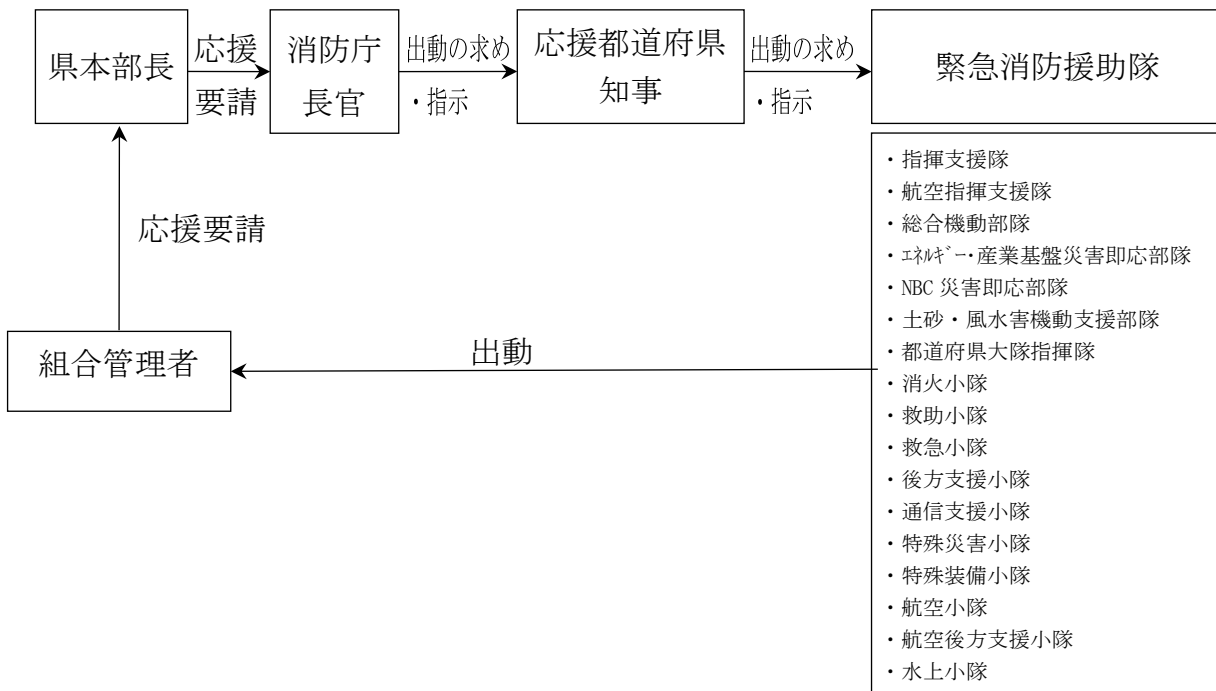 県本部長
応援
要請
消防庁
長官
出動の求め
・指示
応援都道府県
知事
出動の求め
・指示
緊急消防援助隊
・指揮支援隊
・航空指揮支援隊
・総合機動部隊
・エネルギー・産業基盤災害即応部隊
・NBC 災害即応部隊
・土砂・風水害機動支援部隊
・都道府県大隊指揮隊
・消火小隊
・救助小隊
・救急小隊
・後方支援小隊
・通信支援小隊
・特殊災害小隊
・特殊装備小隊
・航空小隊
・航空後方支援小隊
・水上小隊
応援要請
組合管理者
出動